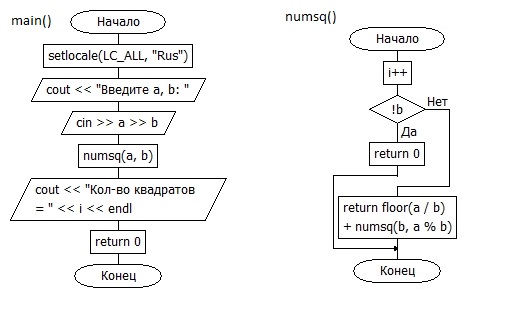 main()
Начало
setlocale(LC_ALL, "Rus")
cout << "Введите a, b: "
cin >> a >> b
numsq(a, b)
cout << "Кол-во квадратов
= " << i << endl
return 0
Конец
numsq()
Начало
i++
!b
Нет
Да
return 0
return floor(a / b)
+ numsq(b, a % b)
Конец